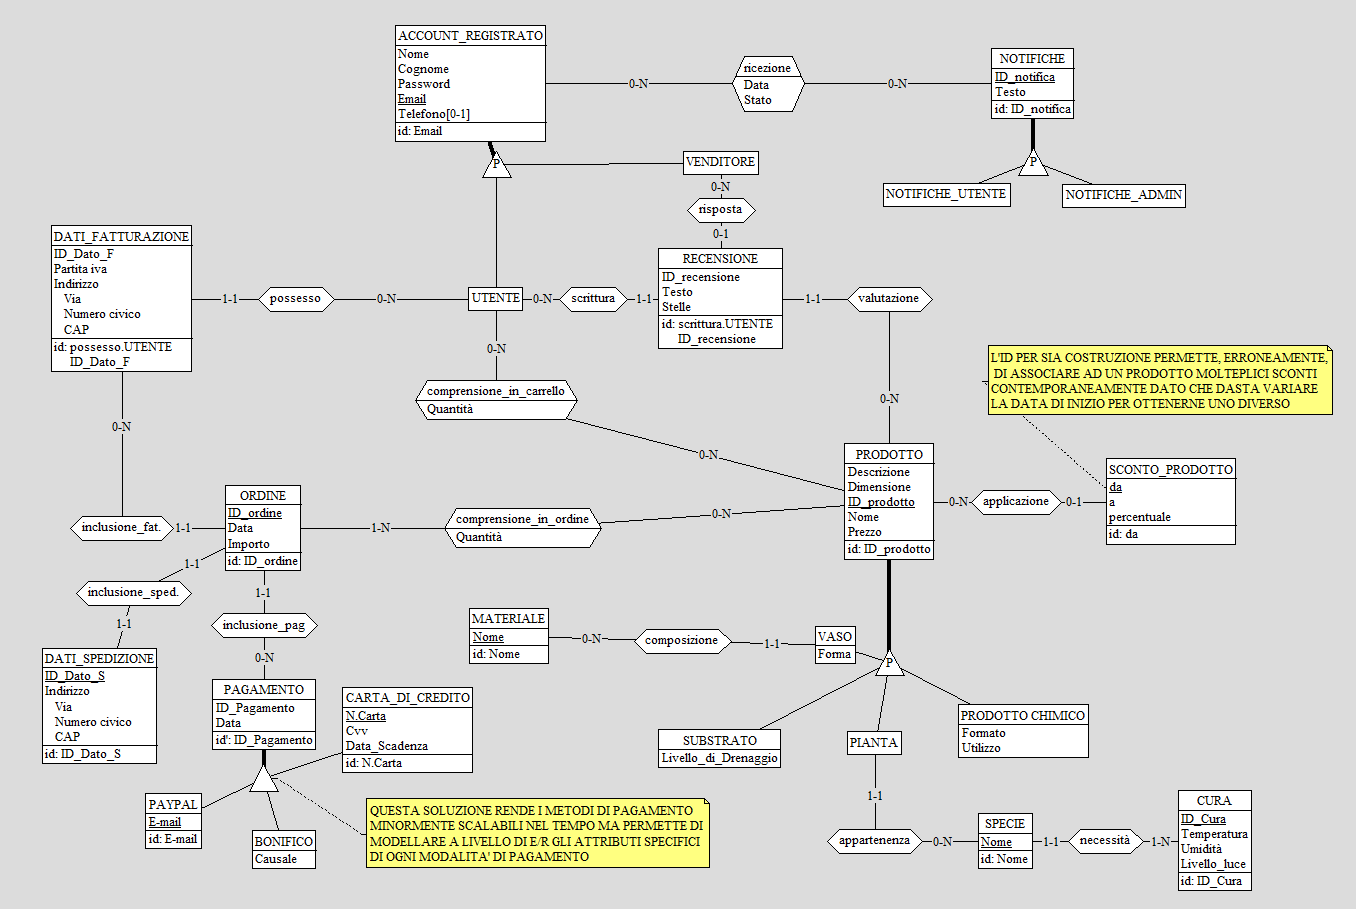 ACCOUNT_REGISTRATO
Nome
Cognome
Password
Email
Telefono[0-1]
id: Email
0-N
ricezione
Data
Stato
0-N
NOTIFICHE
ID_notifica
Testo
id: ID_notifica
P
NOTIFICHE_UTENTE
NOTIFICHE_ADMIN
P
VENDITORE
0-N
risposta
0-1
DATI_FATTURAZIONE
ID_Dato_F
Partita iva
Indirizzo
Via
Numero civico
CAP
id: possesso.UTENTE
ID_Dato_F
1-1
possesso
0-N
UTENTE
0-N
scrittura
1-1
RECENSIONE
ID_recensione
Testo
Stelle
id: scrittura.UTENTE
ID_recensione
1-1
valutazione
0-N
0-N
comprensione_in_carrello
Quantità
0-N
L'ID PER SIA COSTRUZIONE PERMETTE, ERRONEAMENTE,
DI ASSOCIARE AD UN PRODOTTO MOLTEPLICI SCONTI
CONTEMPORANEAMENTE DATO CHE DASTA VARIARE
LA DATA DI INIZIO PER OTTENERNE UNO DIVERSO
0-N
inclusione_fat.
1-1
ORDINE
ID_ordine
Data
Importo
id: ID_ordine
1-N
comprensione_in_ordine
Quantità
0-N
PRODOTTO
Descrizione
Dimensione
ID_prodotto
Nome
Prezzo
id: ID_prodotto
0-N
applicazione
0-1
SCONTO_PRODOTTO
da
a
percentuale
id: da
1-1
inclusione_sped.
1-1
DATI_SPEDIZIONE
ID_Dato_S
Indirizzo
Via
Numero civico
CAP
id: ID_Dato_S
1-1
inclusione_pag
0-N
PAGAMENTO
ID_Pagamento
Data
id': ID_Pagamento
CARTA_DI_CREDITO
N.Carta
Cvv
Data_Scadenza
id: N.Carta
PAYPAL
E-mail
id: E-mail
BONIFICO
Causale
QUESTA SOLUZIONE RENDE I METODI DI PAGAMENTO
MINORMENTE SCALABILI NEL TEMPO MA PERMETTE DI
MODELLARE A LIVELLO DI E/R GLI ATTRIBUTI SPECIFICI
DI OGNI MODALITA' DI PAGAMENTO
MATERIALE
Nome
id: Nome
0-N
composizione
1-1
VASO
Forma
P
SUBSTRATO
Livello_di_Drenaggio
PIANTA
PRODOTTO CHIMICO
Formato
Utilizzo
1-1
appartenenza
0-N
SPECIE
Nome
id: Nome
1-1
necessità
1-N
CURA
ID_Cura
Temperatura
Umidità
Livello_luce
id: ID_Cura